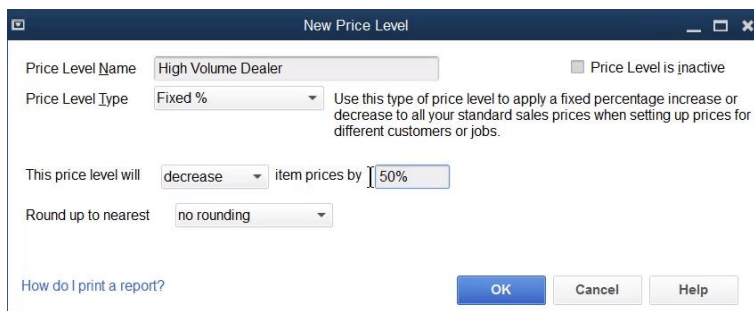 New Price Level
Price Level Name High Volume Dealer Price Level is inactive
Price Level Type Fixed % Use this type of price level to apply a fixed percentage increase or
decrease to all your standard sales prices when setting up prices for
different customers or jobs.
This price level will decrease item prices by 50%
Round up to nearest no rounding
How do I print a report? OK Cancel Help